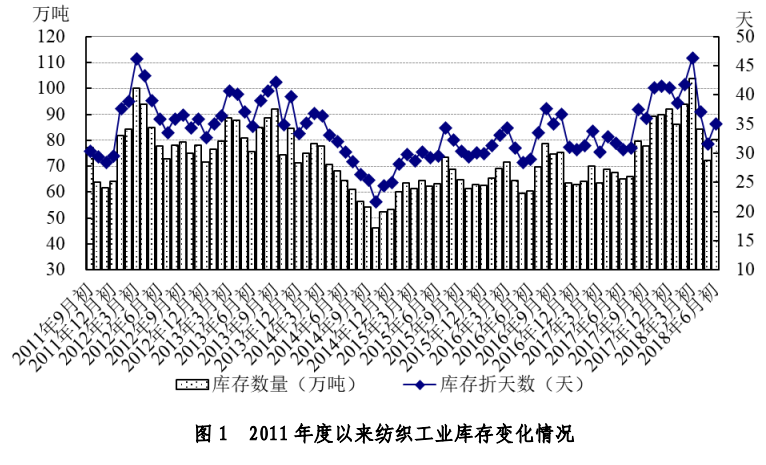 万吨
天
120
110
100
90
80
70
60
50
40
30
50
45
40
35
30
25
20
15
10
2011年9月初
2011年12月初
2012年3月初
2012年6月初
2012年9月初
2012年12月初
2013年3月初
2013年6月初
2013年9月初
2013年12月初
2014年3月初
2014年6月初
2014年9月初
2014年12月初
2015年3月初
2015年6月初
2015年9月初
2015年12月初
2016年3月初
2016年6月初
2016年9月初
2016年12月初
2017年3月初
2017年6月初
2017年9月初
2017年12月初
2018年3月初
2018年6月初
库存数量（万吨）
库存折天数（天）
图 1 2011 年度以来纺织工业库存变化情况